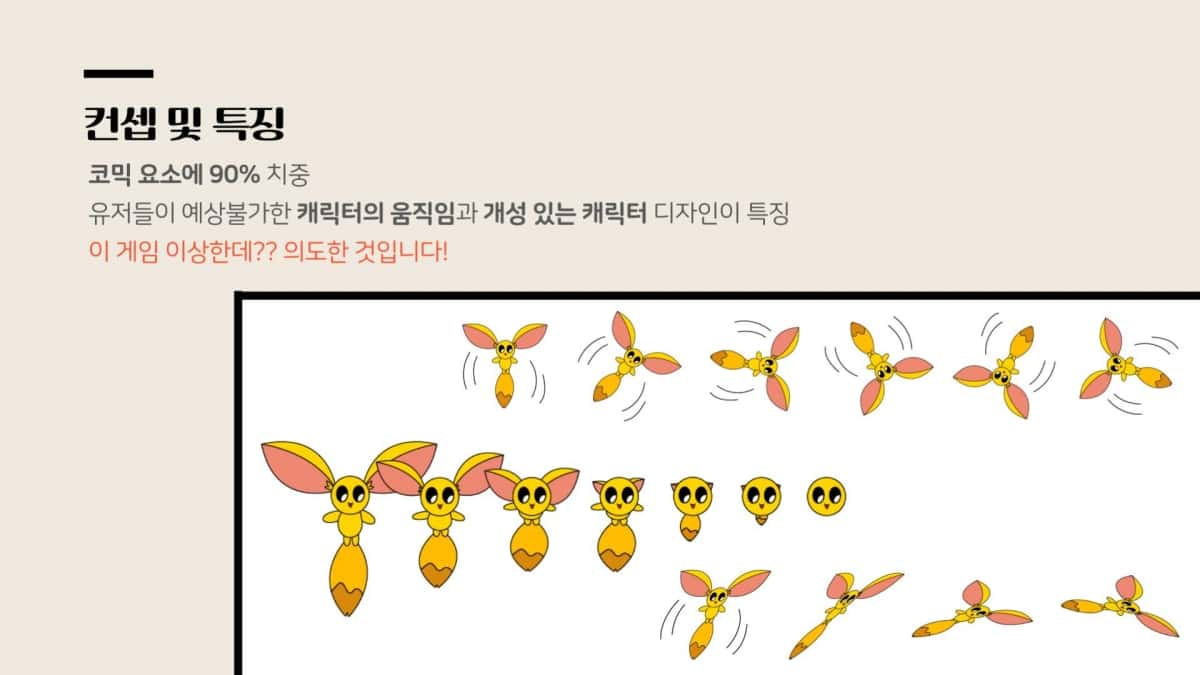 컨셉 및 특징
코믹 요소에 90% 치중
유저들이 예상불가한 캐릭터의 움직임과 개성 있는 캐릭터 디자인이 특징
이 게임 이상한데?? 의도한 것입니다!